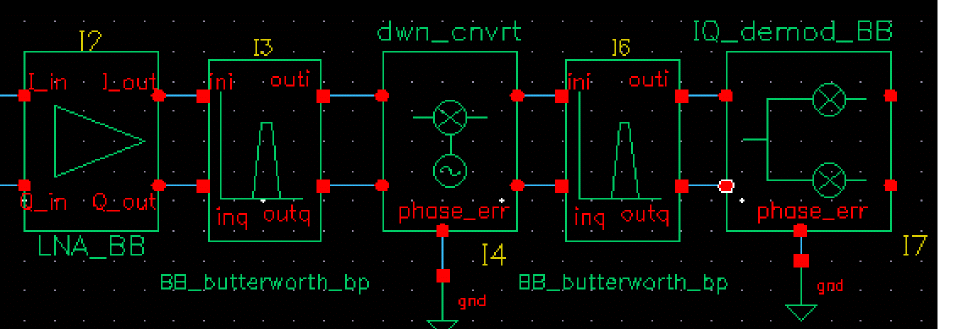 I2
I3
dwn_cnvrt
I6
IQ_demod_BB
I_in
I_out
ini
outi
ini
outi
Q_in
Q_out
inq
outq
phase_err
inq
outq
phase_err
LNA_BB
I4
I7
BB_butterworth_bp
gnd
BB_butterworth_bp
gnd